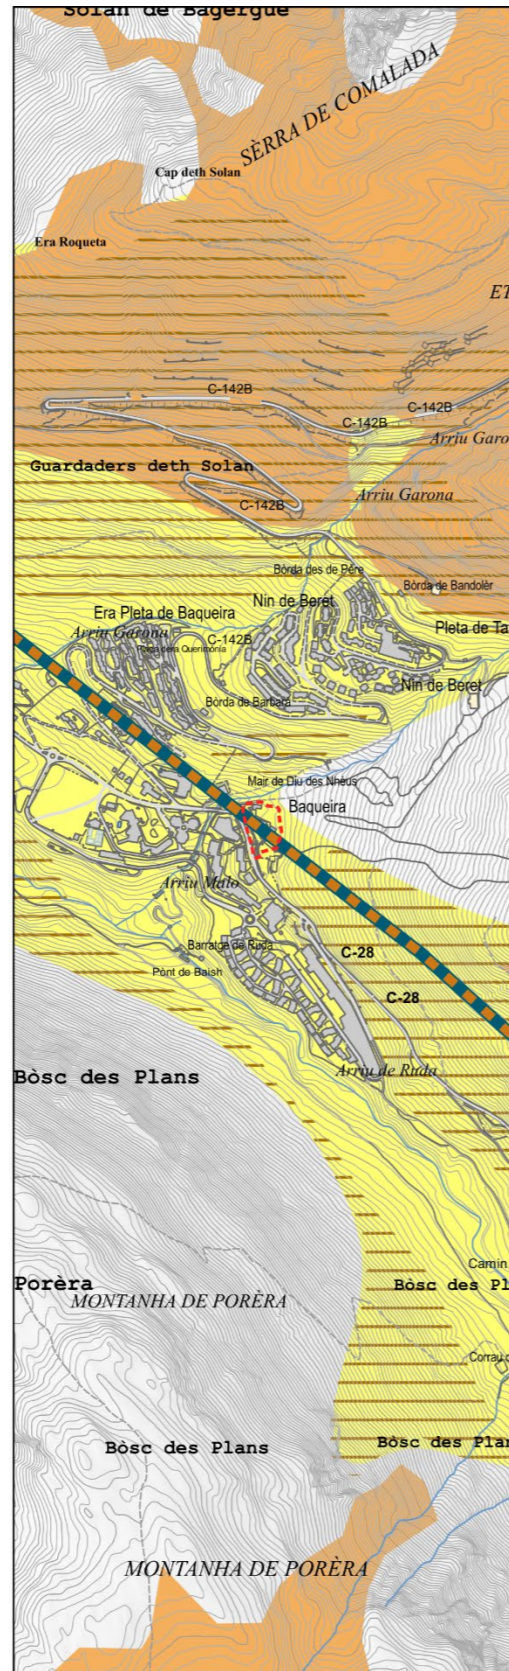 Solan de Bagergue
SÈRRA DE COMALADA
Cap deth Solan
Era Roqueta
ET
C-142B
C-142B
C-142B
Arriu Garo
Guardaders deth Solan
Arriu Garona
C-142B
Bòrda des de Père
Bòrda de Bandolèr
Nin de Beret
Era Pleta de Baqueira
Pleta de Ta
Arriu Garona
C-142B
Plaça dera Querimònia
Nin de Beret
Bòrda de Barbara
Mair de Diu des Nhèus
Baqueira
Arriu Malo
Barratge de Ruda
C-28
Pònt de Baish
C-28
Arriu de Ruda
Bòsc des Plans
Camin
Porèra
Bòsc des Pl
MONTANHA DE PORÈRA
Corrau d
Bòsc des Plan
Bòsc des Plans
MONTANHA DE PORÈRA